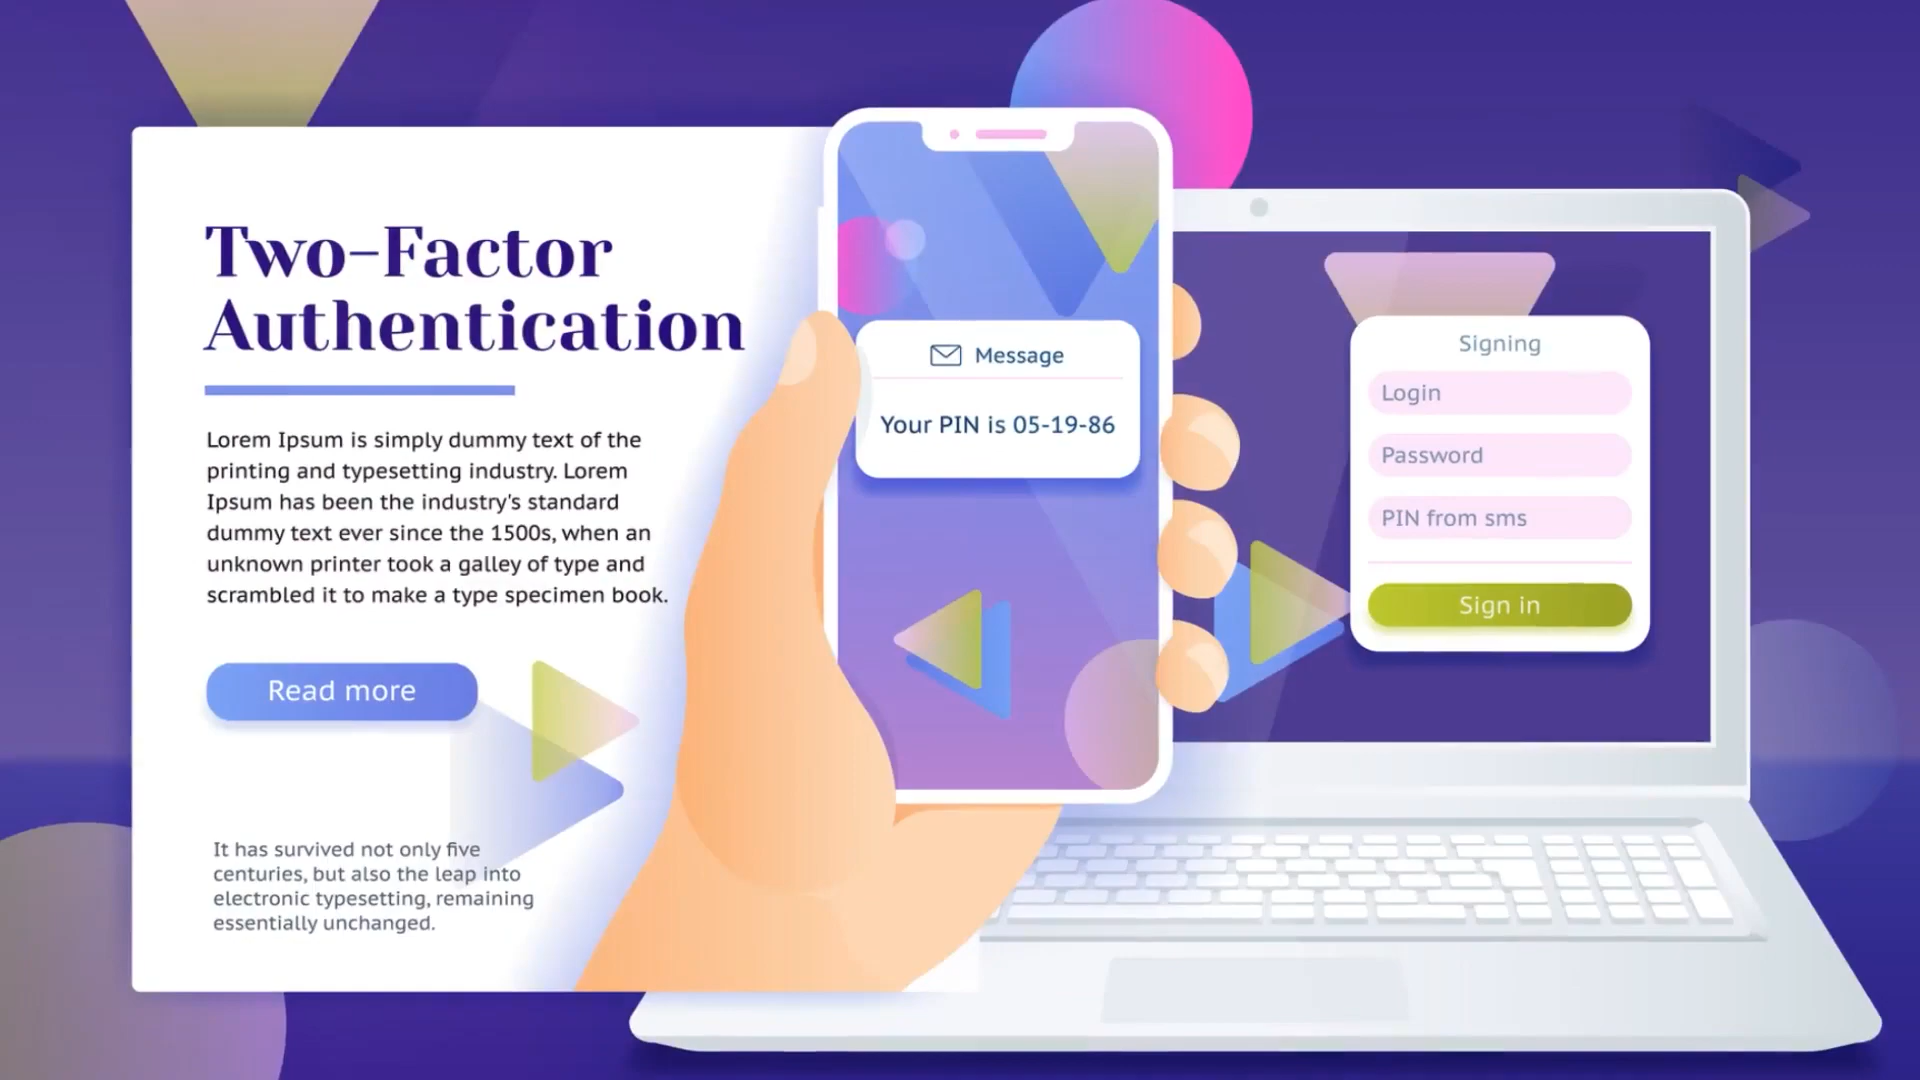 Two-Factor
Authentication
Lorem Ipsum is simply dummy text of the
printing and typesetting industry. Lorem
Ipsum has been the industry's standard
dummy text ever since the 1500s, when an
unknown printer took a galley of type and
scrambled it to make a type specimen book.
Read more
It has survived not only five
centuries, but also the leap into
electronic typesetting, remaining
essentially unchanged.
Message
Your PIN is 05-19-86
Signing
Login
Password
PIN from sms
Sign in